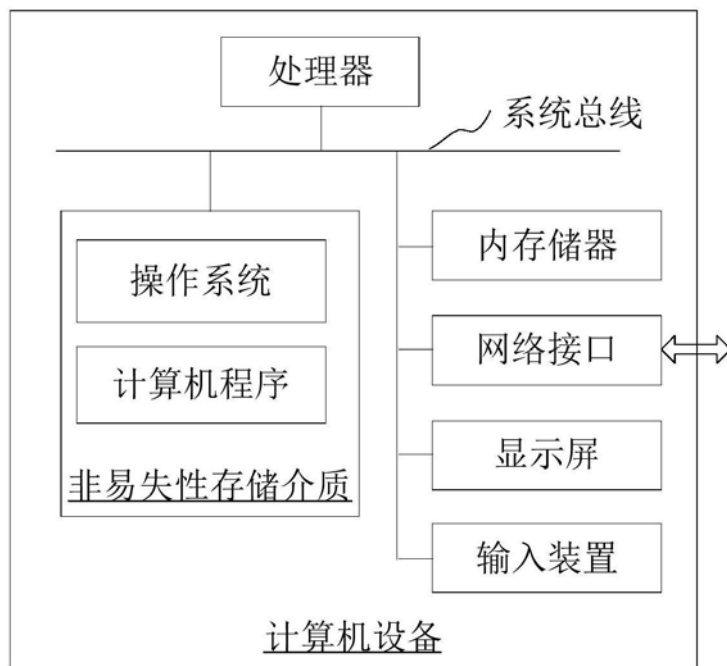 处理器
系统总线
操作系统
计算机程序
非易失性存储介质
内存储器
网络接口
显示屏
输入装置
计算机设备